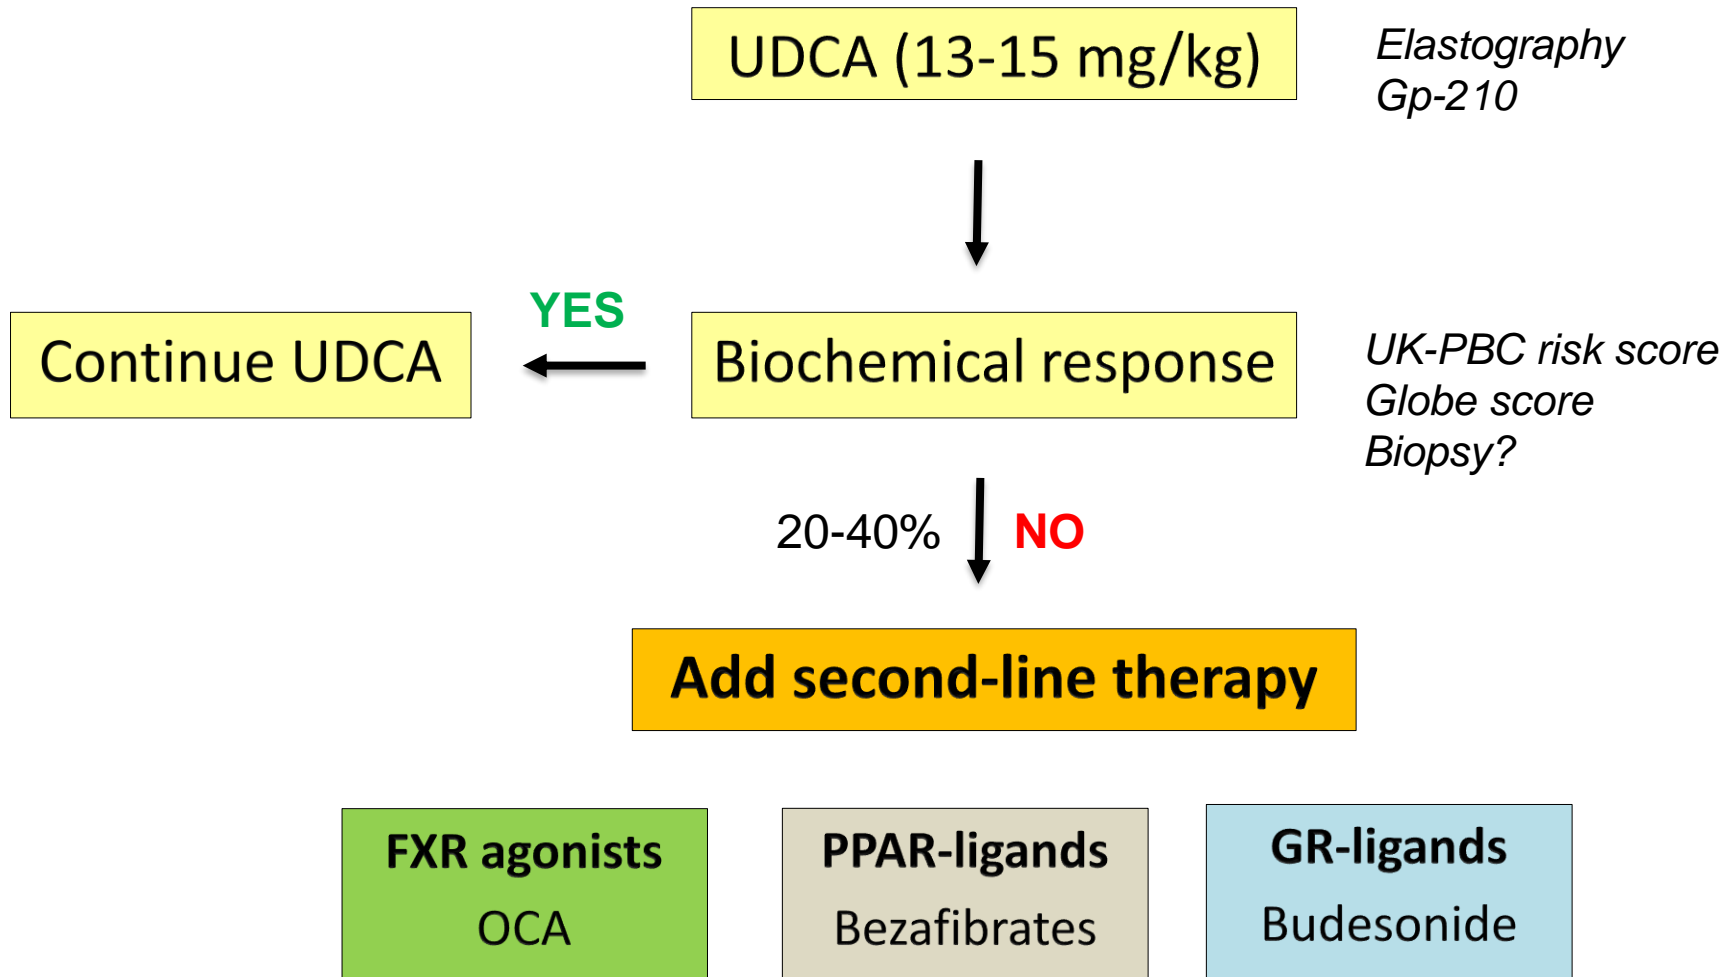 UDCA (13-15 mg/kg)
Elastography
Gp-210
YES
Continue UDCA
Biochemical response
UK-PBC risk score
Globe score
Biopsy?
20-40%
NO
Add second-line therapy
FXR agonists
OCA
PPAR-ligands
Bezafibrates
GR-ligands
Budesonide